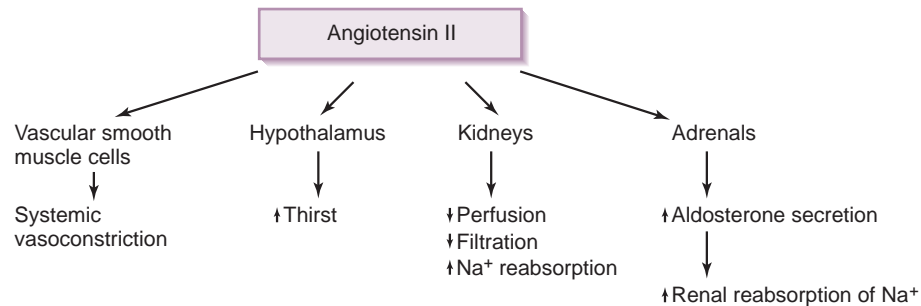 Angiotensin II
Vascular smooth
muscle cells
Systemic
vasoconstriction
Hypothalamus
↑Thirst
Kidneys
↓Perfusion
↓Filtration
↑Na⁺ reabsorption
Adrenals
↑Aldosterone secretion
↑Renal reabsorption of Na⁺